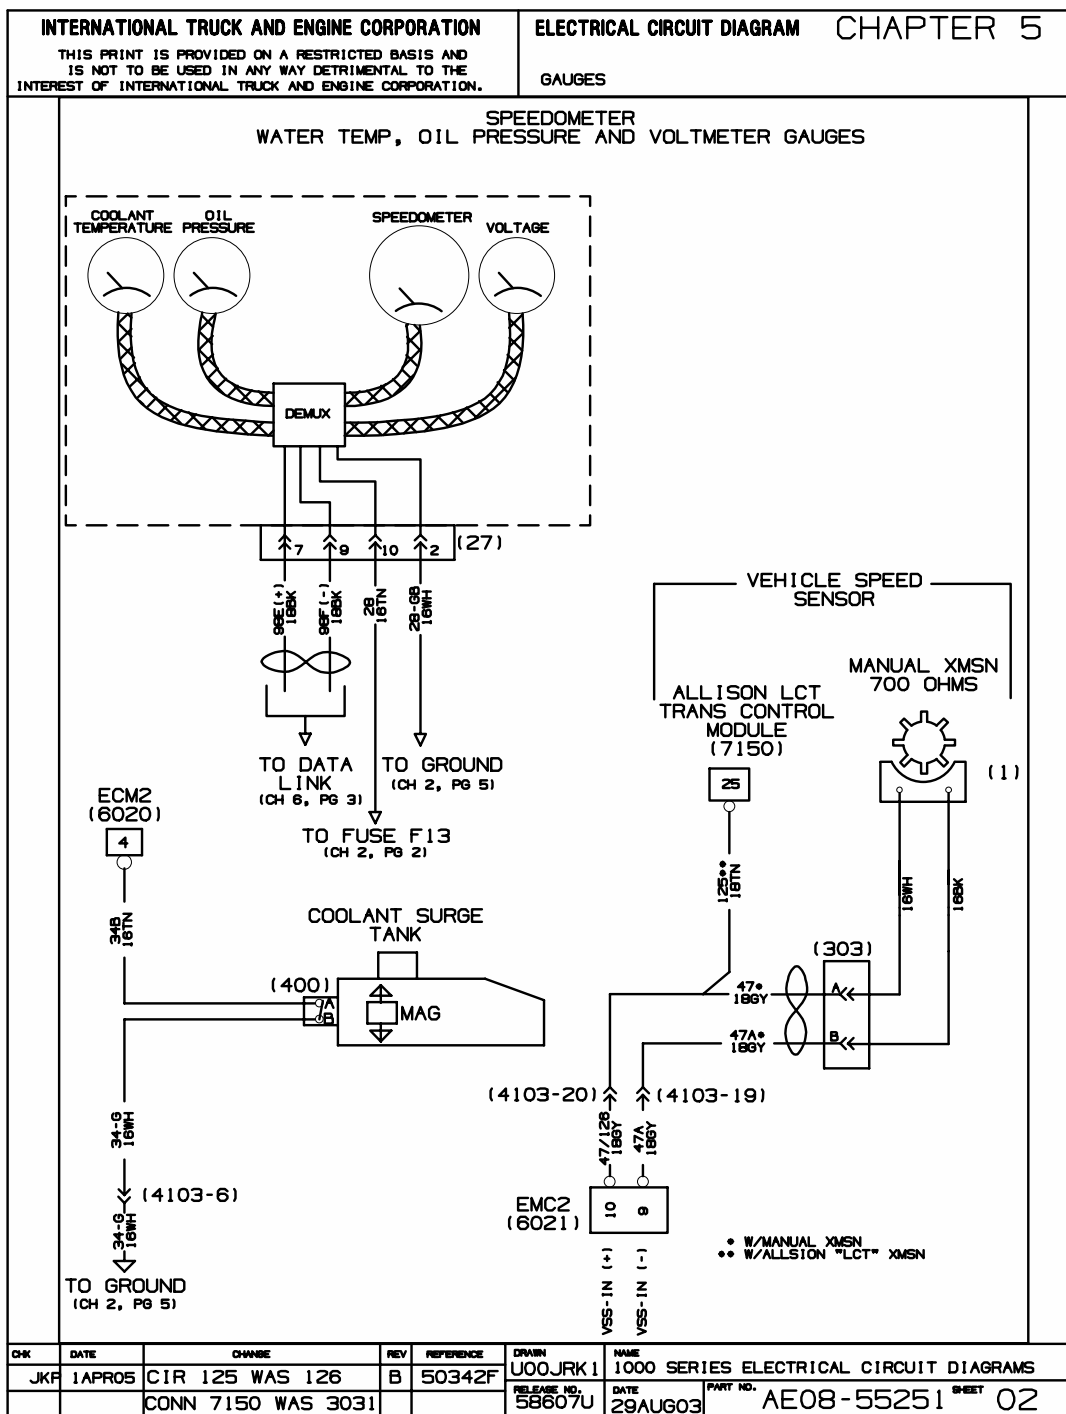 INTERNATIONAL TRUCK AND ENGINE CORPORATION
THIS PRINT IS PROVIDED ON A RESTRICTED BASIS AND
IS NOT TO BE USED IN ANY WAY DETRIMENTAL TO THE
INTEREST OF INTERNATIONAL TRUCK AND ENGINE CORPORATION.
ELECTRICAL CIRCUIT DIAGRAM
CHAPTER 5
GAUGES
SPEEDOMETER
WATER TEMP, OIL PRESSURE AND VOLTMETER GAUGES
COOLANT
TEMPERATURE
OIL
PRESSURE
SPEEDOMETER
VOLTAGE
DEMUX
7
9
10
2
(27)
98E(+)
18BK
98F(-)
18BK
28
16TN
28-GB
16WH
TO DATA
LINK
(CH 6, PG 3)
TO GROUND
(CH 2, PG 5)
TO FUSE F13
(CH 2, PG 2)
VEHICLE SPEED
SENSOR
MANUAL XMSN
700 OHMS
ALLISON LCT
TRANS CONTROL
MODULE
(7150)
25
(1)
125**
18TN
16WH
16BK
ECM2
(6020)
4
34B
16TN
COOLANT SURGE
TANK
(400)
A
B
MAG
(303)
A
B
47*
18GY
47A*
18GY
(4103-20)
(4103-19)
47/126
18GY
47A
18GY
34-G
16WH
(4103-6)
34-G
16WH
TO GROUND
(CH 2, PG 5)
EMC2
(6021)
10
9
VSS-IN (+)
VSS-IN (-)
* W/MANUAL XMSN
** W/ALLSION "LCT" XMSN
CHK
DATE
CHANGE
REV
REFERENCE
JKP
1APR05
CIR 125 WAS 126
B
50342F
CONN 7150 WAS 3031
DRAWN
U00JRK1
NAME
1000 SERIES ELECTRICAL CIRCUIT DIAGRAMS
RELEASE NO.
58607U
DATE
29AUG03
PART NO.
AE08-55251
SHEET
02